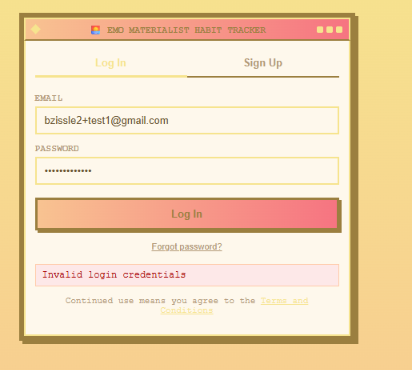 EMO MATERIALIST HABIT TRACKER
Log In
Sign Up
EMAIL
bzissle2+test1@gmail.com
PASSWORD
•••••••••••••
Log In
Forgot password?
Invalid login credentials
Continued use means you agree to the Terms and
Conditions